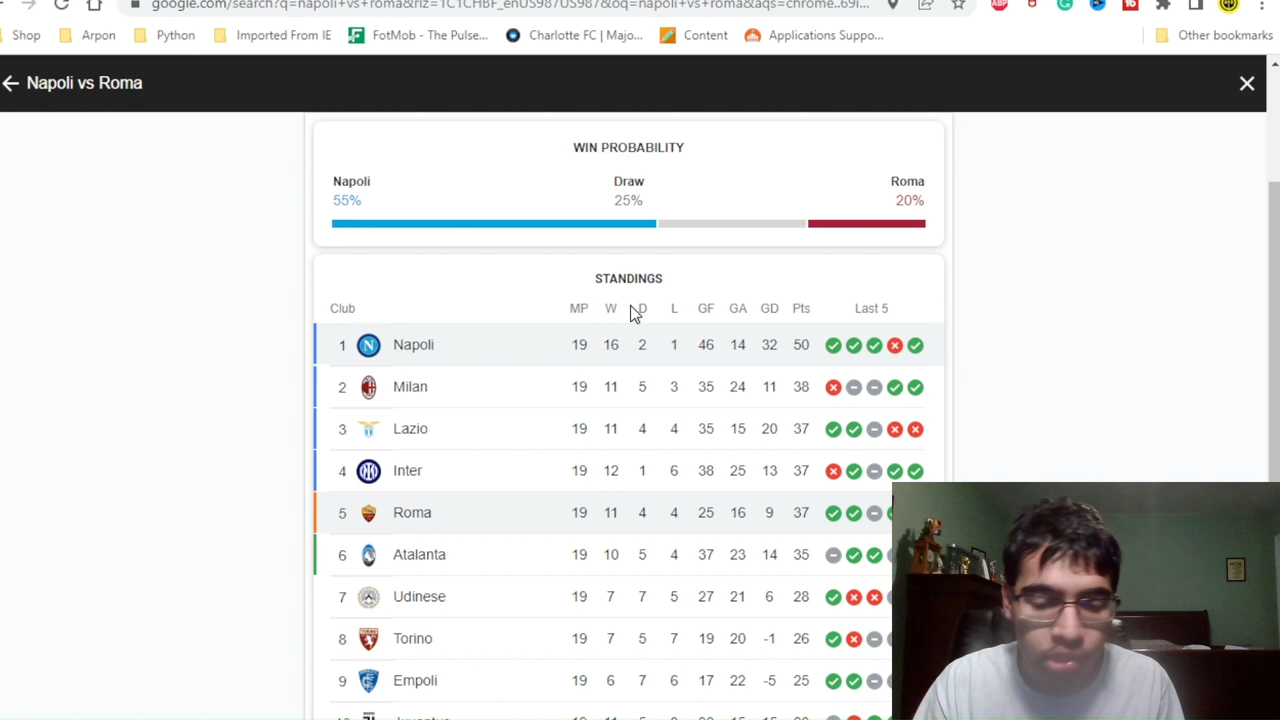 google.com/search?q=napoli+vs+roma&rlz=1C1CHBF_enUS987US987&oq=napoli+vs+roma&aqs=chrome..69i...
Shop Arpon Python Imported From IE FotMob - The Pulse... Charlotte FC | Majo... Content Applications Suppo... Other bookmarks
Napoli vs Roma
WIN PROBABILITY
Napoli Draw Roma
55% 25% 20%
STANDINGS
Club MP W D L GF GA GD Pts Last 5
1 Napoli 19 16 2 1 46 14 32 50
2 Milan 19 11 5 3 35 24 11 38
3 Lazio 19 11 4 4 35 15 20 37
4 Inter 19 12 1 6 38 25 13 37
5 Roma 19 11 4 4 25 16 9 37
6 Atalanta 19 10 5 4 37 23 14 35
7 Udinese 19 7 7 5 27 21 6 28
8 Torino 19 7 5 7 19 20 -1 26
9 Empoli 19 6 7 6 17 22 -5 25